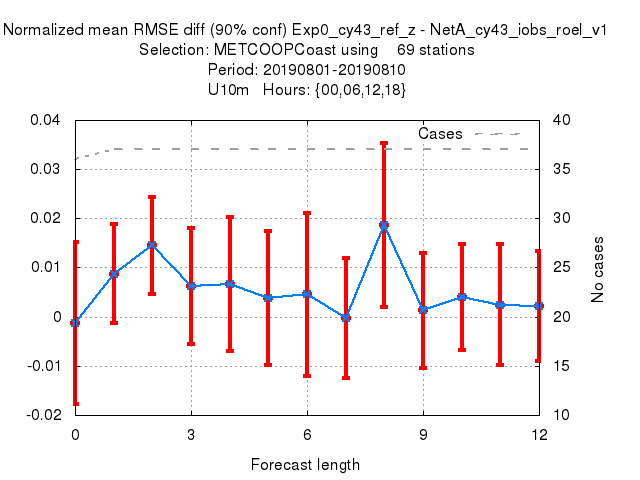 Normalized mean RMSE diff (90% conf) Exp0_cy43_ref_z - NetA_cy43_iobs_roel_v1
Selection: METCOOPCoast using 69 stations
Period: 20190801-20190810
U10m Hours: {00,06,12,18}
Cases
0.04
0.03
0.02
0.01
0
-0.01
-0.02
40
35
30
25
20
15
10
No cases
0 3 6 9 12
Forecast length